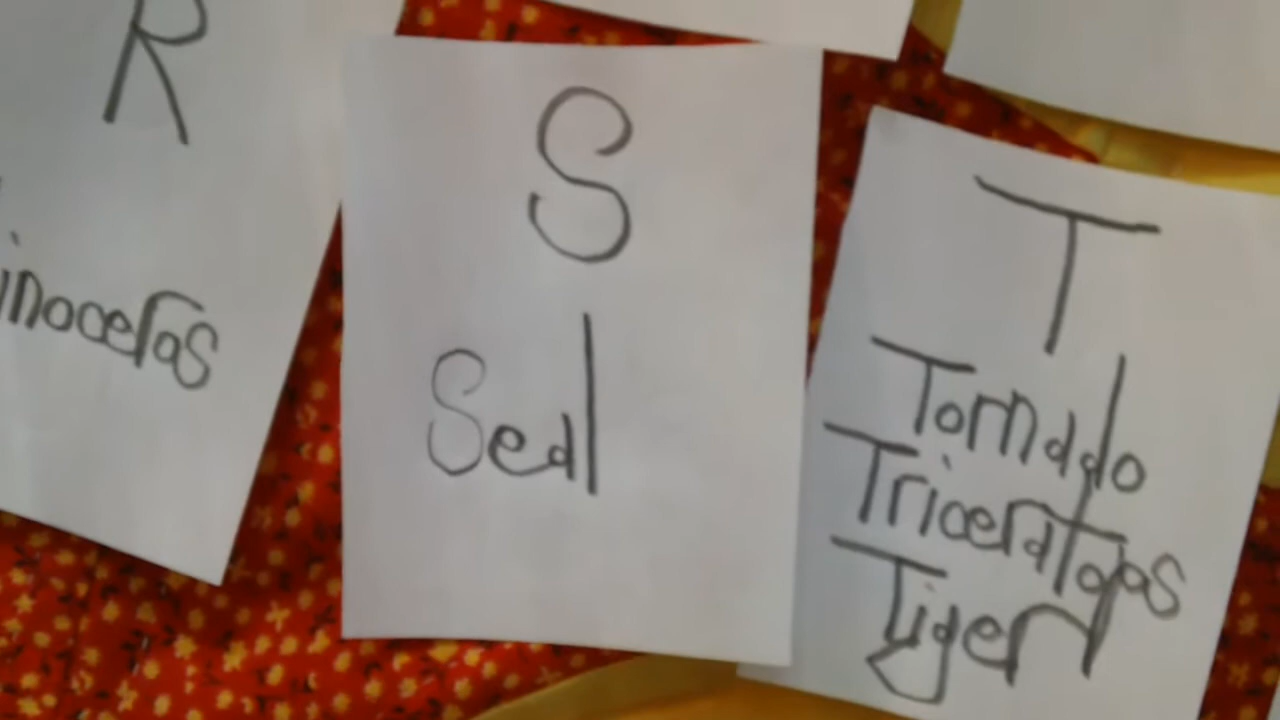 R
inoceras
S
Seal
T
Tornado
Triceratops
Tiger